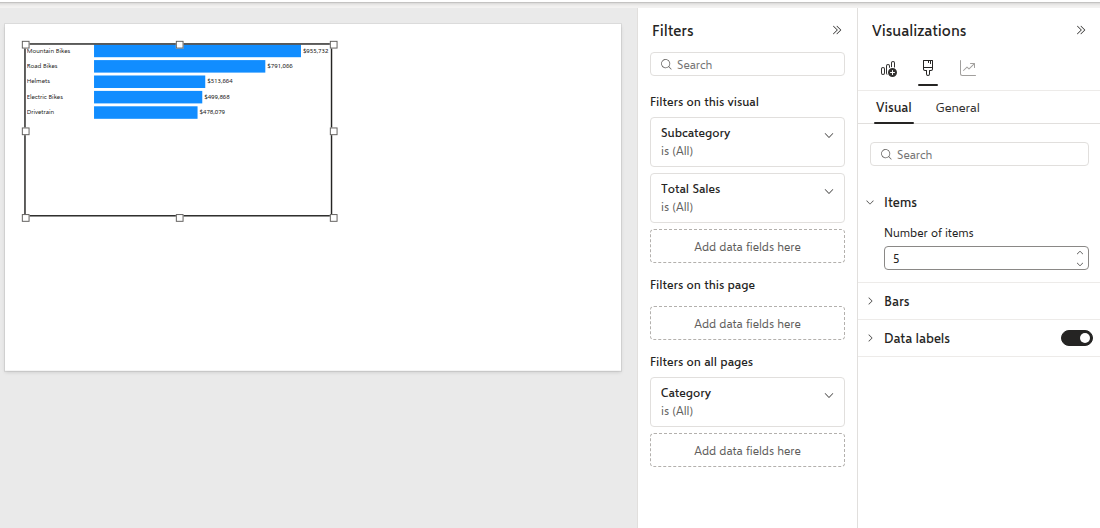 Mountain Bikes $955,732
Road Bikes $791,066
Helmets $513,664
Electric Bikes $499,868
Drivetrain $478,079
Filters
Search
Filters on this visual
Subcategory
is (All)
Total Sales
is (All)
Add data fields here
Filters on this page
Add data fields here
Filters on all pages
Category
is (All)
Add data fields here
Visualizations
Visual General
Search
Items
Number of items
5
Bars
Data labels